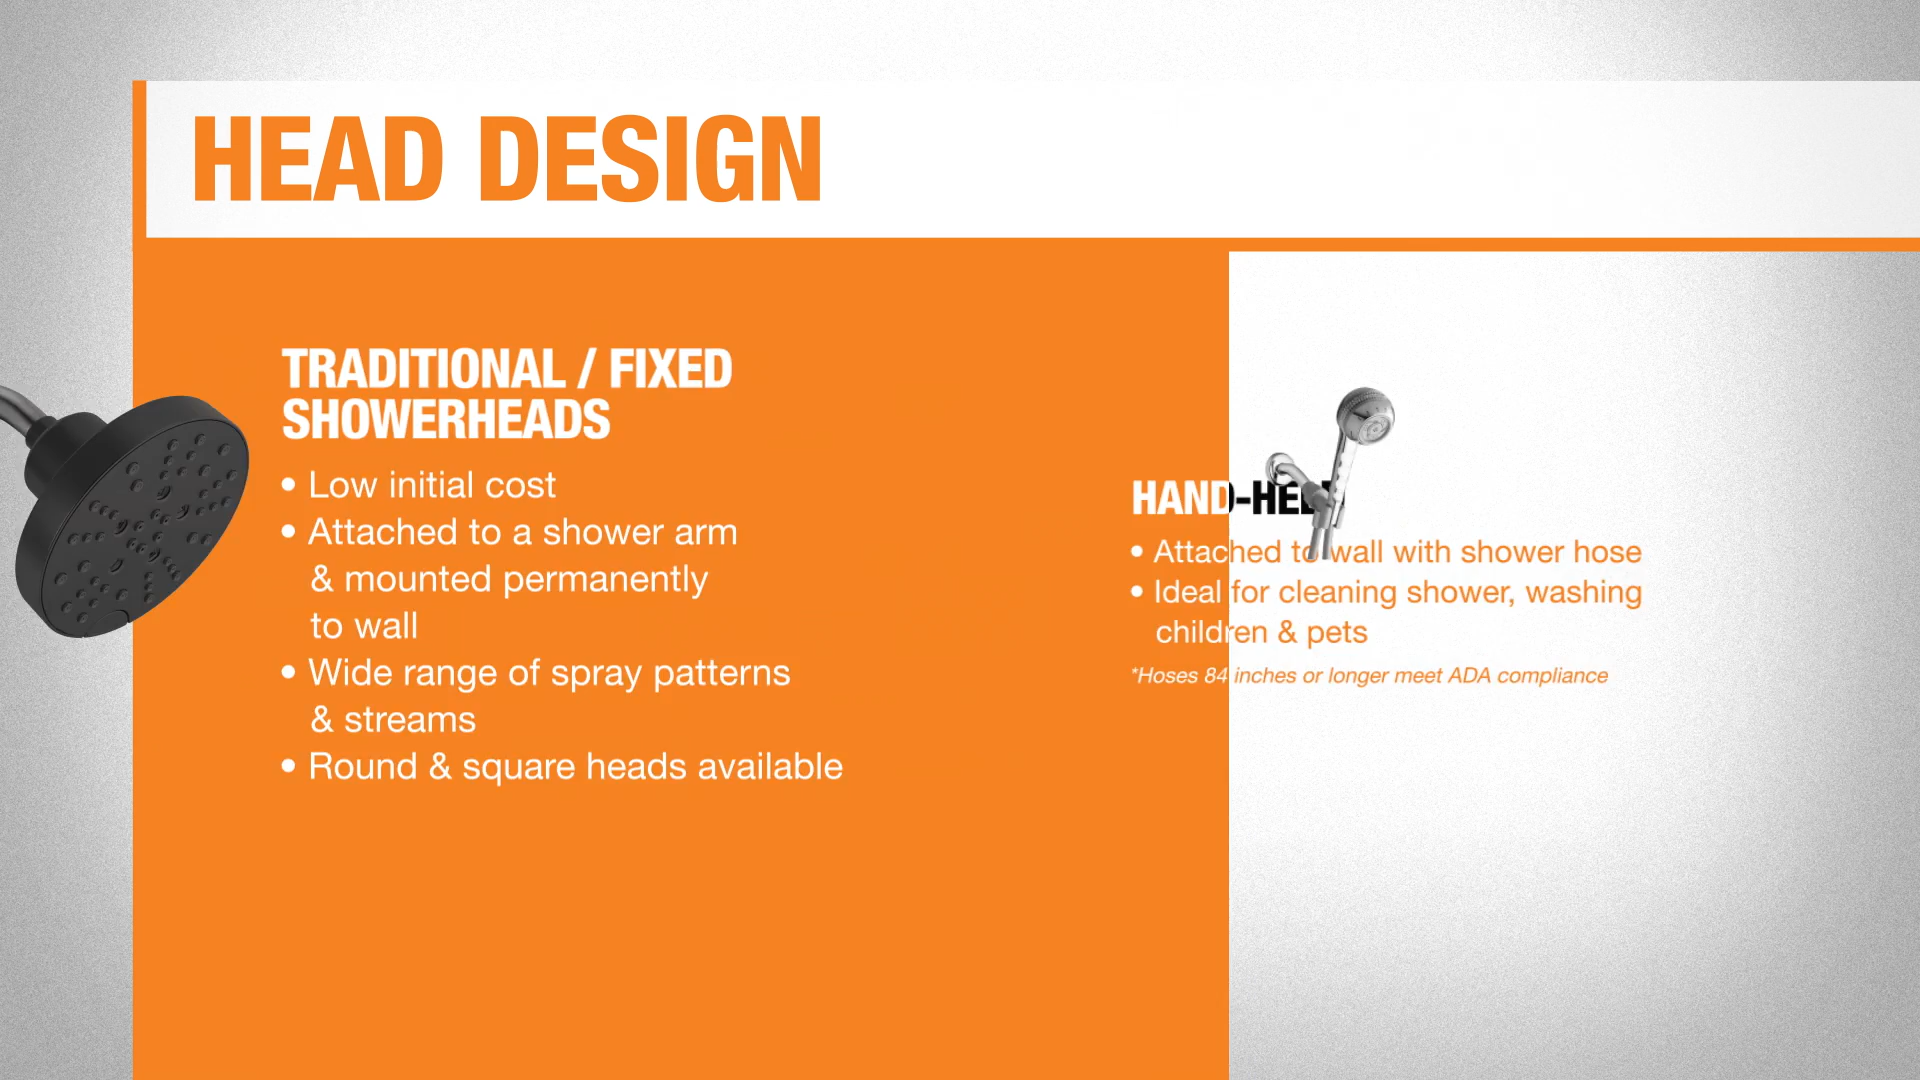 HEAD DESIGN
TRADITIONAL / FIXED
SHOWERHEADS
• Low initial cost
• Attached to a shower arm
& mounted permanently
to wall
• Wide range of spray patterns
& streams
• Round & square heads available
HAND-HELD
• Attached to wall with shower hose
• Ideal for cleaning shower, washing
children & pets
*Hoses 84 inches or longer meet ADA compliance